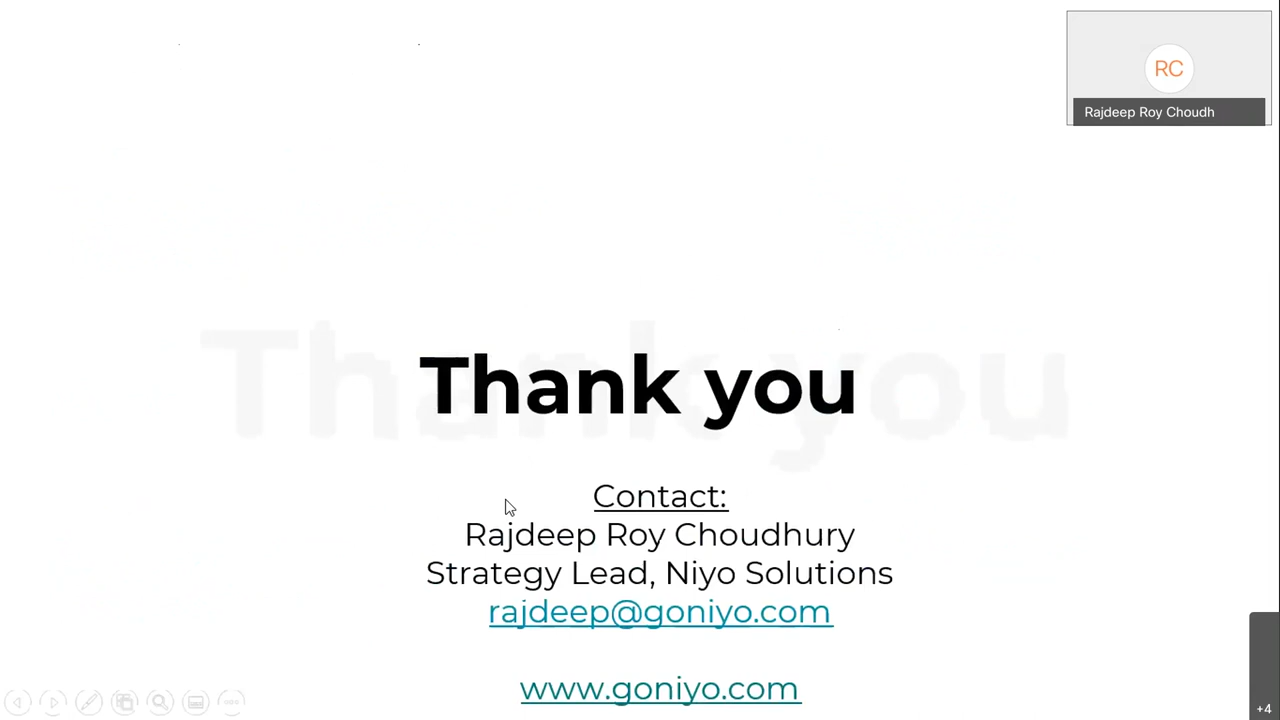 RC
Rajdeep Roy Choudh
Thank you
Contact:
Rajdeep Roy Choudhury
Strategy Lead, Niyo Solutions
rajdeep@goniyo.com
www.goniyo.com
+4